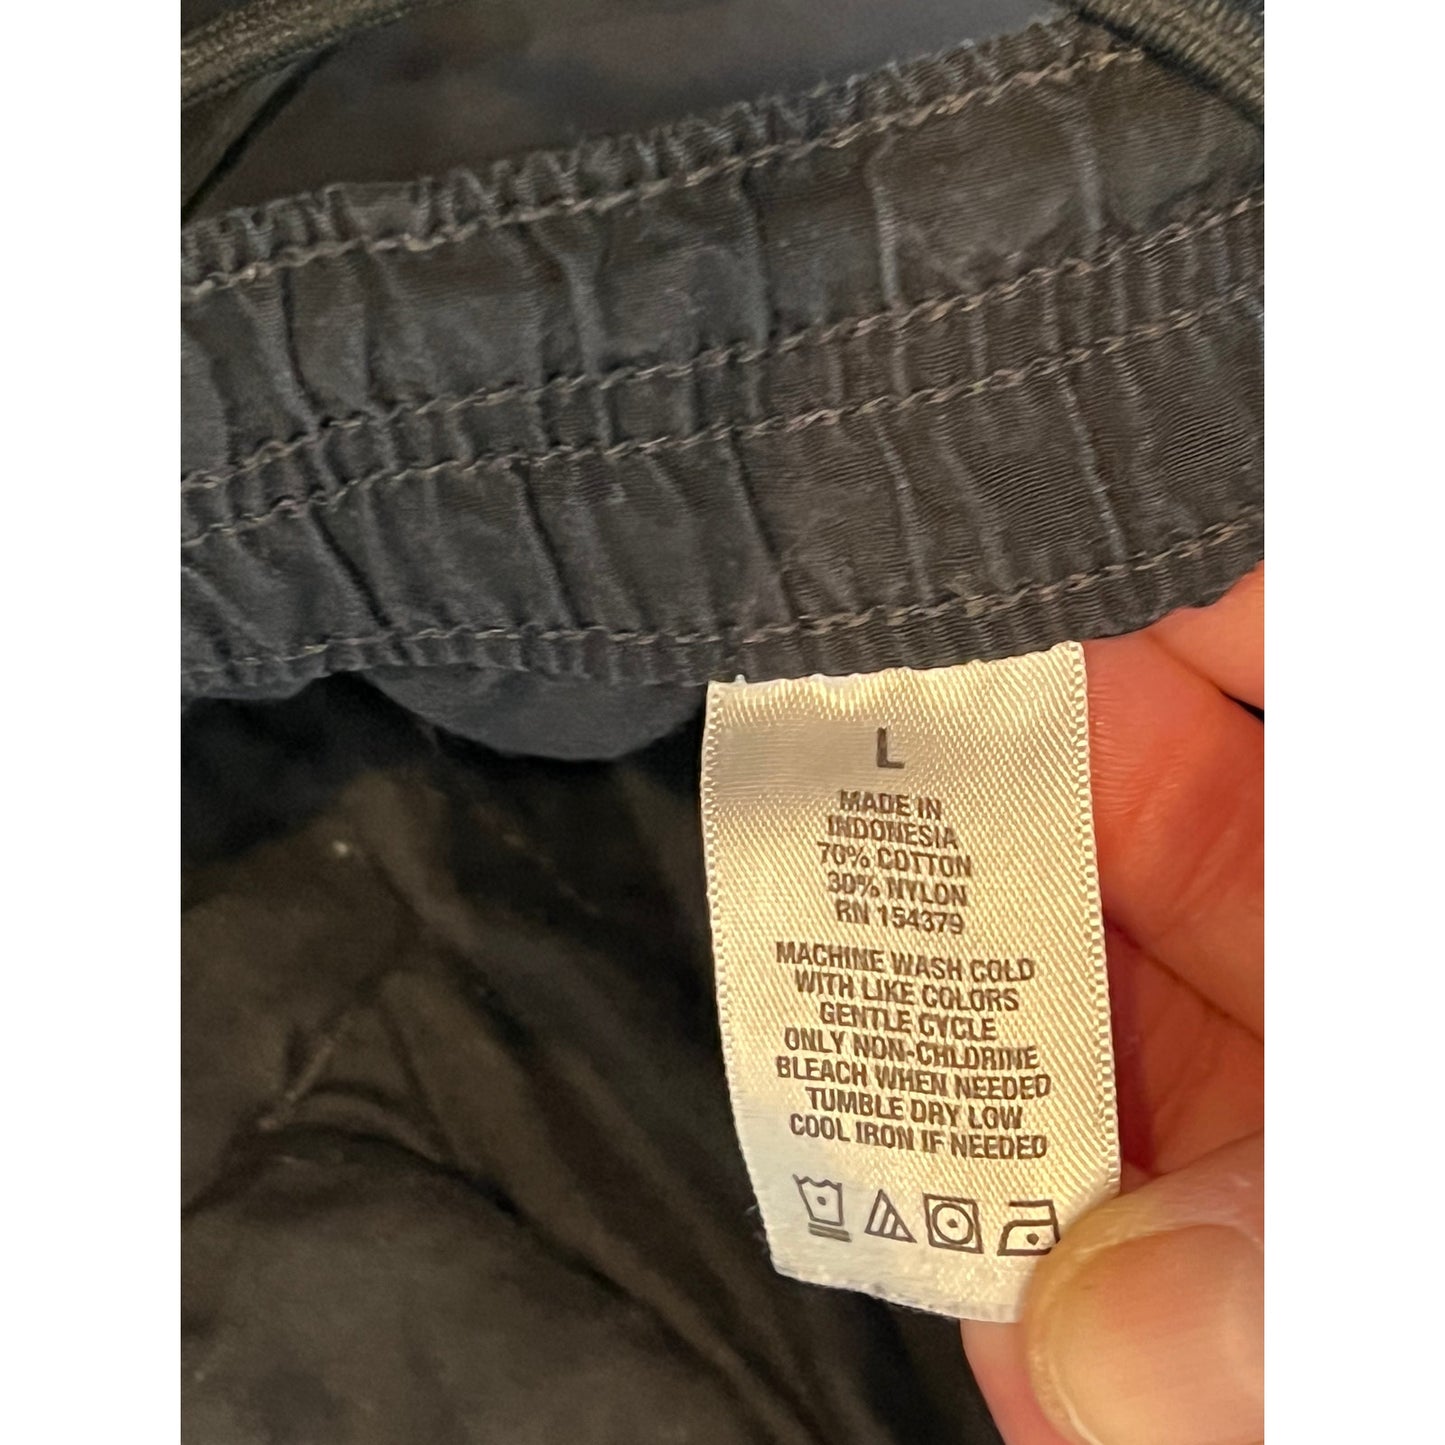 L
MADE IN
INDONESIA
70% COTTON
30% NYLON
RN 154379
MACHINE WASH COLD
WITH LIKE COLORS
GENTLE CYCLE
ONLY NON-CHLORINE
BLEACH WHEN NEEDED
TUMBLE DRY LOW
COOL IRON IF NEEDED